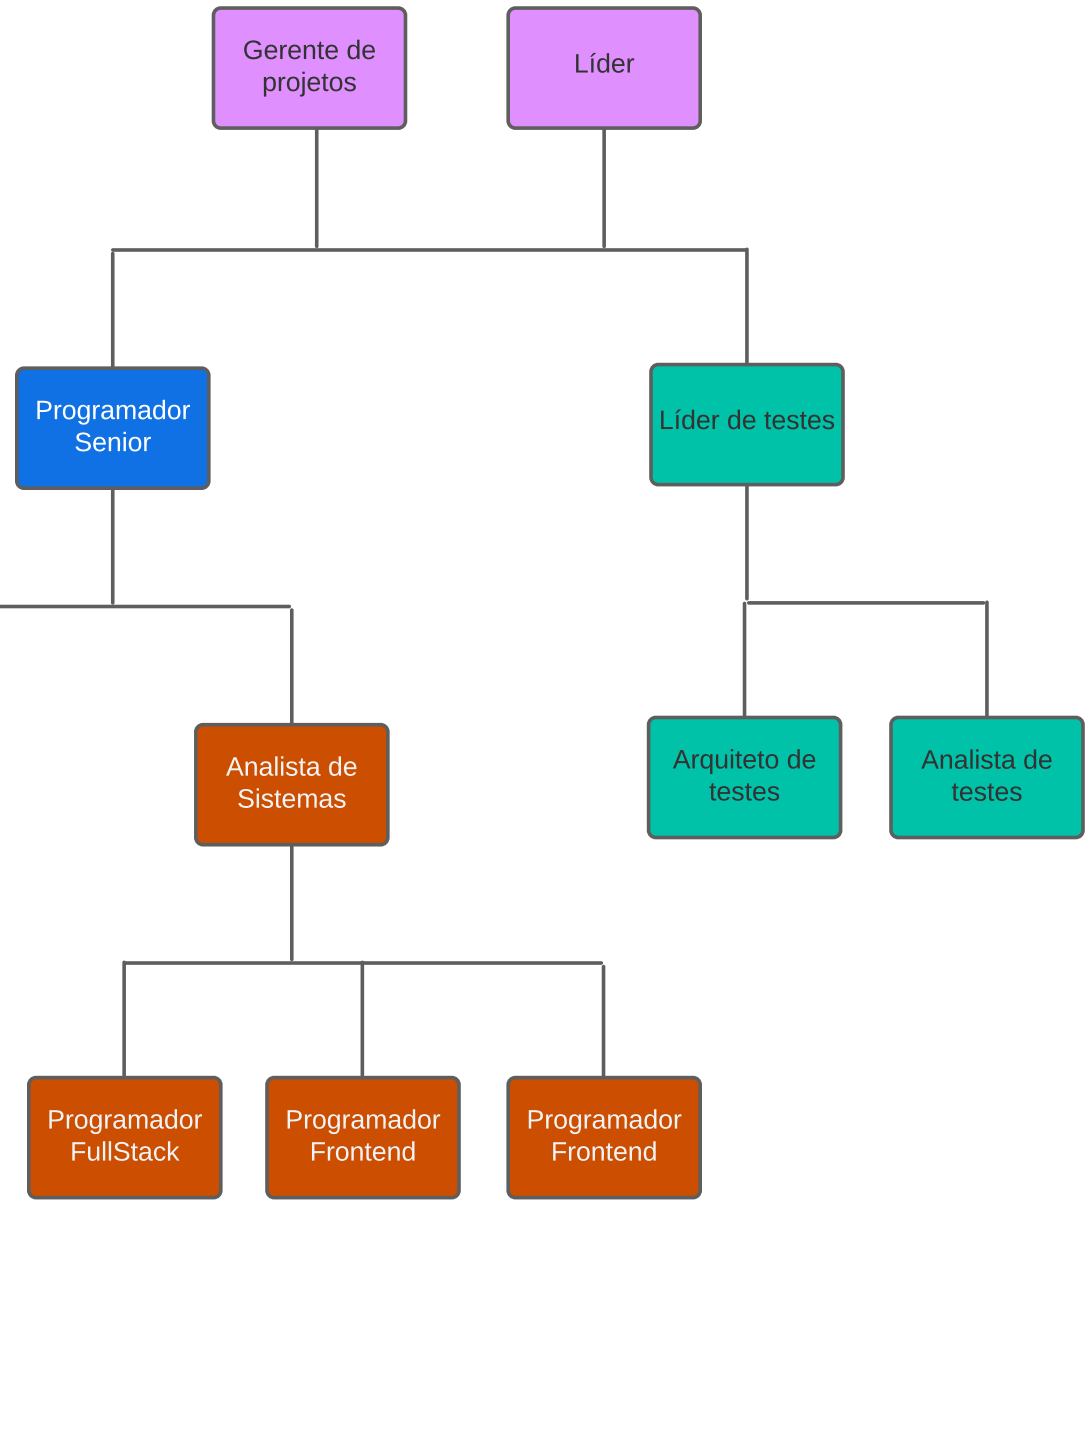 Gerente de
projetos
Líder
Programador
Senior
Líder de testes
Analista de
Sistemas
Arquiteto de
testes
Analista de
testes
Programador
FullStack
Programador
Frontend
Programador
Frontend